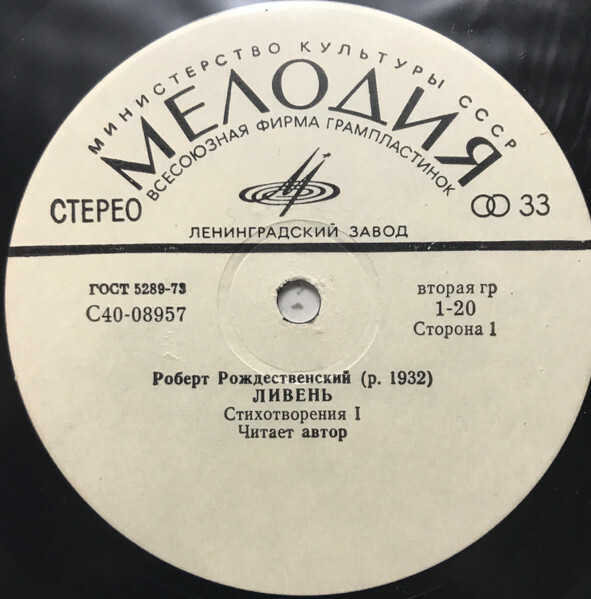 МИНИСТЕРСТВО КУЛЬТУРЫ СССР
МЕЛОДИЯ
ВСЕСОЮЗНАЯ ФИРМА ГРАМПЛАСТИНОК
СТЕРЕО
33
ЛЕНИНГРАДСКИЙ ЗАВОД
ГОСТ 5289-73
С40-08957
вторая гр
1-20
Сторона 1
Роберт Рождественский (р. 1932)
ЛИВЕНЬ
Стихотворения I
Читает автор